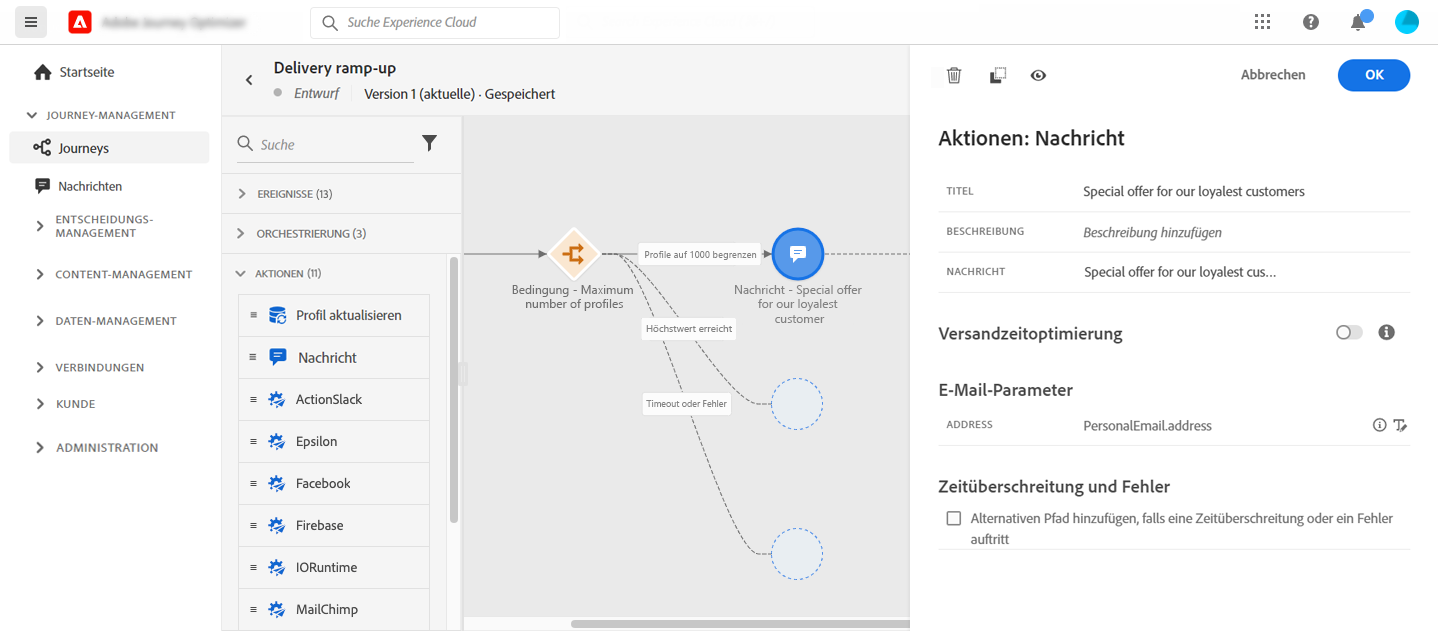 Suche Experience Cloud
Startseite
JOURNEY-MANAGEMENT
Journeys
Nachrichten
ENTSCHEIDUNGS-
MANAGEMENT
CONTENT-MANAGEMENT
DATEN-MANAGEMENT
VERBINDUNGEN
KUNDE
ADMINISTRATION
Delivery ramp-up
Entwurf
Version 1 (aktuelle) · Gespeichert
Suche
EREIGNISSE (13)
ORCHESTRIERUNG (3)
AKTIONEN (11)
Profil aktualisieren
Nachricht
ActionSlack
Epsilon
Facebook
Firebase
IORuntime
MailChimp
Bedingung - Maximum
number of profiles
Profile auf 1000 begrenzen
Nachricht - Special offer
for our loyalest
customer
Höchstwert erreicht
Timeout oder Fehler
Abbrechen
OK
Aktionen: Nachricht
TITEL
Special offer for our loyalest customers
BESCHREIBUNG
Beschreibung hinzufügen
NACHRICHT
Special offer for our loyalest cus...
Versandzeitoptimierung
E-Mail-Parameter
ADDRESS
PersonalEmail.address
Zeitüberschreitung und Fehler
Alternativen Pfad hinzufügen, falls eine Zeitüberschreitung oder ein Fehler
auftritt